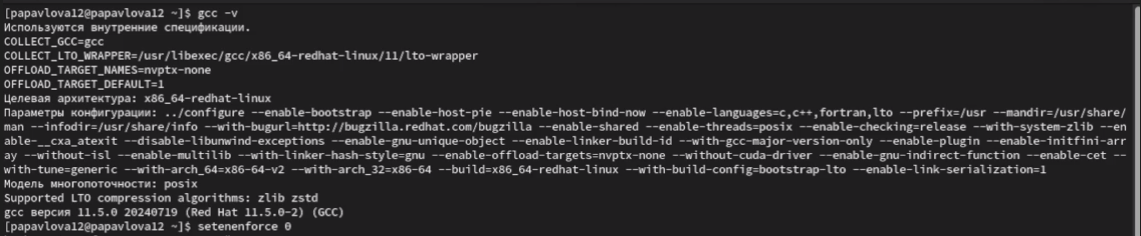 [papavlova12@papavlova12 ~]$ gcc -v
Используются внутренние спецификации.
COLLECT_GCC=gcc
COLLECT_LTO_WRAPPER=/usr/libexec/gcc/x86_64-redhat-linux/11/lto-wrapper
OFFLOAD_TARGET_NAMES=nvptx-none
OFFLOAD_TARGET_DEFAULT=1
Целевая архитектура: x86_64-redhat-linux
Параметры конфигурации: ../configure --enable-bootstrap --enable-host-pie --enable-host-bind-now --enable-languages=c,c++,fortran,lto --prefix=/usr --mandir=/usr/share/
man --infodir=/usr/share/info --with-bugurl=http://bugzilla.redhat.com/bugzilla --enable-shared --enable-threads=posix --enable-checking=release --with-system-zlib --en
able-__cxa_atexit --disable-libunwind-exceptions --enable-gnu-unique-object --enable-linker-build-id --with-gcc-major-version-only --enable-plugin --enable-initfini-arr
ay --without-isl --enable-multilib --with-linker-hash-style=gnu --enable-offload-targets=nvptx-none --without-cuda-driver --enable-gnu-indirect-function --enable-cet --
with-tune=generic --with-arch_64=x86-64-v2 --with-arch_32=x86-64 --build=x86_64-redhat-linux --with-build-config=bootstrap-lto --enable-link-serialization=1
Модель многопоточности: posix
Supported LTO compression algorithms: zlib zstd
gcc версия 11.5.0 20240719 (Red Hat 11.5.0-2) (GCC)
[papavlova12@papavlova12 ~]$ setenenforce 0